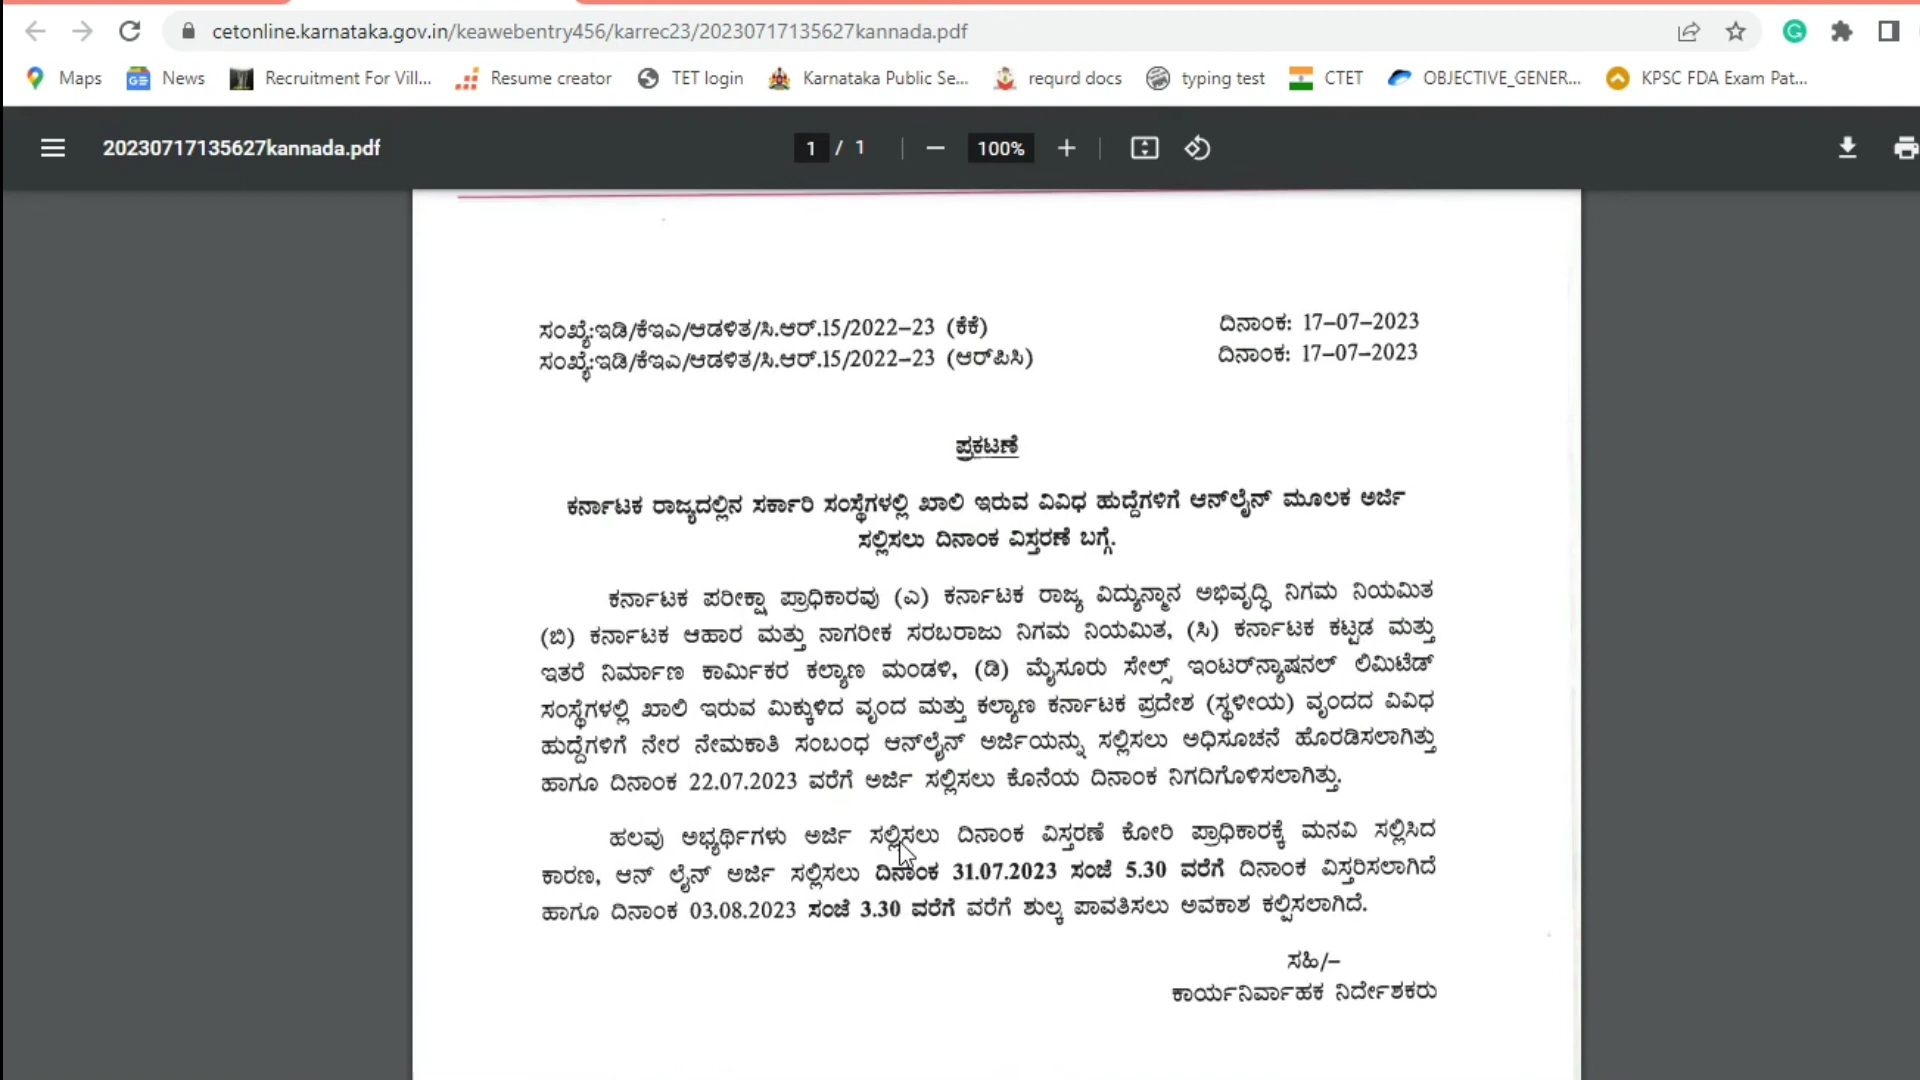 cetonline.karnataka.gov.in/keawebentry456/karrec23/20230717135627kannada.pdf
Maps News Recruitment For Vill... Resume creator TET login Karnataka Public Se... requrd docs typing test CTET OBJECTIVE_GENER... KPSC FDA Exam Pat...
20230717135627kannada.pdf 1 / 1 100%
ಸಂಖ್ಯೆ:ಇಡಿ/ಕೆಇಎ/ಆಡಳಿತ/ಸಿ.ಆರ್.15/2022–23 (ಕೆಕೆ) ದಿನಾಂಕ: 17–07–2023
ಸಂಖ್ಯೆ:ಇಡಿ/ಕೆಇಎ/ಆಡಳಿತ/ಸಿ.ಆರ್.15/2022–23 (ಆರ್‌ಪಿಸಿ) ದಿನಾಂಕ: 17–07–2023
ಪ್ರಕಟಣೆ
ಕರ್ನಾಟಕ ರಾಜ್ಯದಲ್ಲಿನ ಸರ್ಕಾರಿ ಸಂಸ್ಥೆಗಳಲ್ಲಿ ಖಾಲಿ ಇರುವ ವಿವಿಧ ಹುದ್ದೆಗಳಿಗೆ ಆನ್‌ಲೈನ್ ಮೂಲಕ ಅರ್ಜಿ
ಸಲ್ಲಿಸಲು ದಿನಾಂಕ ವಿಸ್ತರಣೆ ಬಗ್ಗೆ.
ಕರ್ನಾಟಕ ಪರೀಕ್ಷಾ ಪ್ರಾಧಿಕಾರವು (ಎ) ಕರ್ನಾಟಕ ರಾಜ್ಯ ವಿದ್ಯುನ್ಮಾನ ಅಭಿವೃದ್ಧಿ ನಿಗಮ ನಿಯಮಿತ
(ಬಿ) ಕರ್ನಾಟಕ ಆಹಾರ ಮತ್ತು ನಾಗರೀಕ ಸರಬರಾಜು ನಿಗಮ ನಿಯಮಿತ, (ಸಿ) ಕರ್ನಾಟಕ ಕಟ್ಟಡ ಮತ್ತು
ಇತರೆ ನಿರ್ಮಾಣ ಕಾರ್ಮಿಕರ ಕಲ್ಯಾಣ ಮಂಡಳಿ, (ಡಿ) ಮೈಸೂರು ಸೇಲ್ಸ್ ಇಂಟರ್‌ನ್ಯಾಷನಲ್ ಲಿಮಿಟೆಡ್
ಸಂಸ್ಥೆಗಳಲ್ಲಿ ಖಾಲಿ ಇರುವ ಮಿಕ್ಕುಳಿದ ವೃಂದ ಮತ್ತು ಕಲ್ಯಾಣ ಕರ್ನಾಟಕ ಪ್ರದೇಶ (ಸ್ಥಳೀಯ) ವೃಂದದ ವಿವಿಧ
ಹುದ್ದೆಗಳಿಗೆ ನೇರ ನೇಮಕಾತಿ ಸಂಬಂಧ ಆನ್‌ಲೈನ್ ಅರ್ಜಿಯನ್ನು ಸಲ್ಲಿಸಲು ಅಧಿಸೂಚನೆ ಹೊರಡಿಸಲಾಗಿತ್ತು
ಹಾಗೂ ದಿನಾಂಕ 22.07.2023 ವರೆಗೆ ಅರ್ಜಿ ಸಲ್ಲಿಸಲು ಕೊನೆಯ ದಿನಾಂಕ ನಿಗದಿಗೊಳಿಸಲಾಗಿತ್ತು.
ಹಲವು ಅಭ್ಯರ್ಥಿಗಳು ಅರ್ಜಿ ಸಲ್ಲಿಸಲು ದಿನಾಂಕ ವಿಸ್ತರಣೆ ಕೋರಿ ಪ್ರಾಧಿಕಾರಕ್ಕೆ ಮನವಿ ಸಲ್ಲಿಸಿದ
ಕಾರಣ, ಆನ್ ಲೈನ್ ಅರ್ಜಿ ಸಲ್ಲಿಸಲು ದಿನಾಂಕ 31.07.2023 ಸಂಜೆ 5.30 ವರೆಗೆ ದಿನಾಂಕ ವಿಸ್ತರಿಸಲಾಗಿದೆ
ಹಾಗೂ ದಿನಾಂಕ 03.08.2023 ಸಂಜೆ 3.30 ವರೆಗೆ ವರೆಗೆ ಶುಲ್ಕ ಪಾವತಿಸಲು ಅವಕಾಶ ಕಲ್ಪಿಸಲಾಗಿದೆ.
ಸಹಿ/–
ಕಾರ್ಯನಿರ್ವಾಹಕ ನಿರ್ದೇಶಕರು